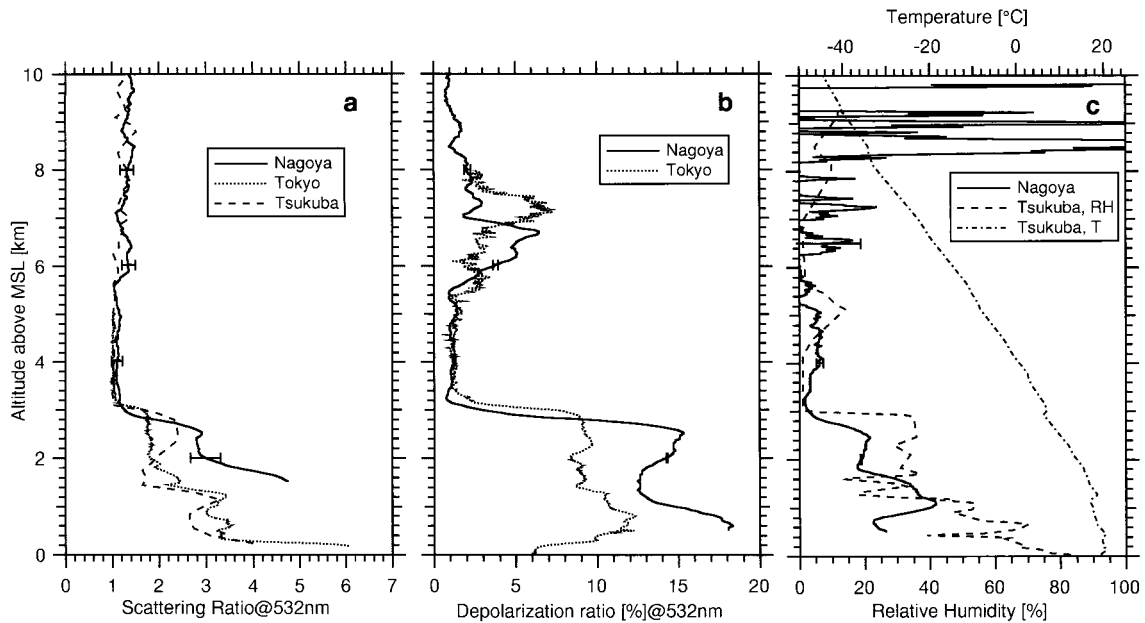 Temperature [°C]
-40 -20 0 20
10
8
6
4
2
0
Altitude above MSL [km]
a
Nagoya
Tokyo
Tsukuba
0 1 2 3 4 5 6 7
Scattering Ratio@532nm
b
Nagoya
Tokyo
0 5 10 15 20
Depolarization ratio [%]@532nm
c
Nagoya
Tsukuba, RH
Tsukuba, T
0 20 40 60 80 100
Relative Humidity [%]